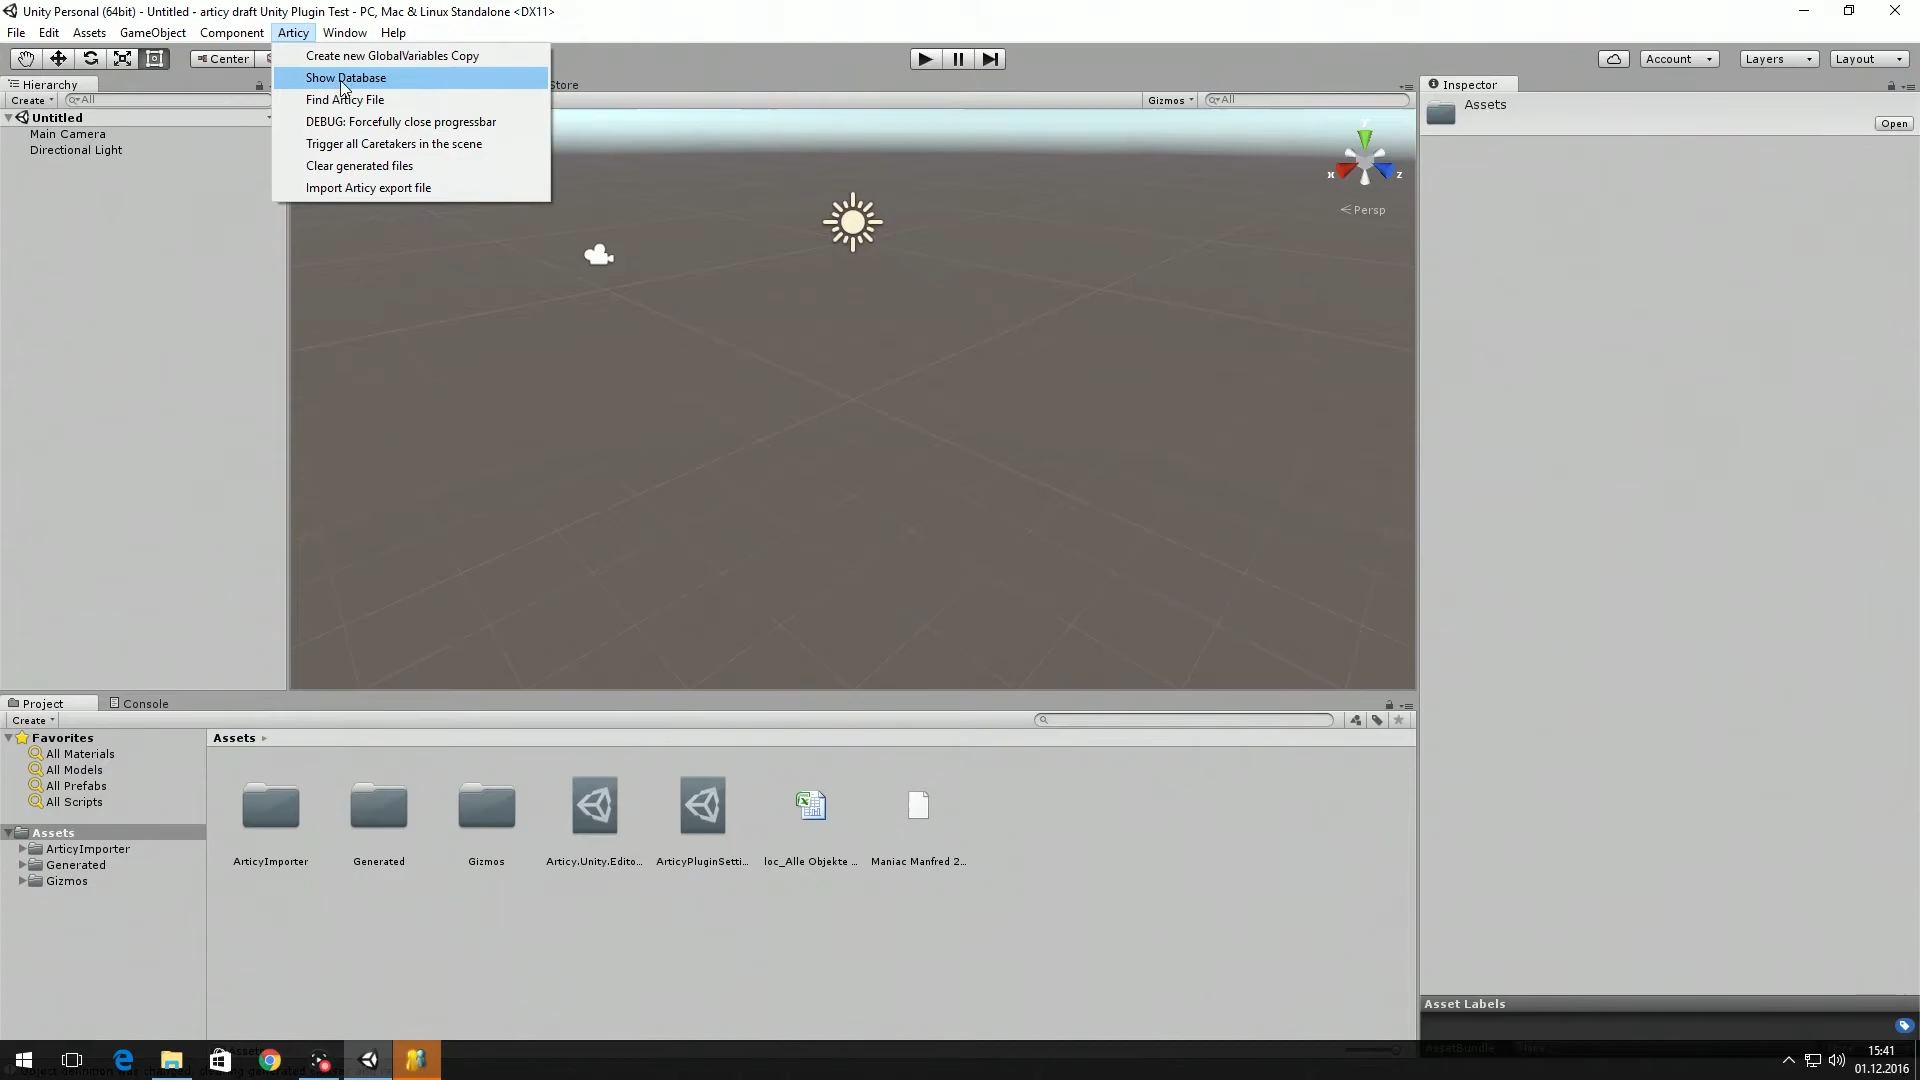 Unity Personal (64bit) - Untitled - articy draft Unity Plugin Test - PC, Mac & Linux Standalone <DX11>
File Edit Assets GameObject Component Articy Window Help
Center
Account
Layers
Layout
Create new GlobalVariables Copy
Show Database
Find Articy File
DEBUG: Forcefully close progressbar
Trigger all Caretakers in the scene
Clear generated files
Import Articy export file
Hierarchy
Create
All
Untitled
Main Camera
Directional Light
Store
Gizmos
All
y
x
z
Persp
Inspector
Assets
Open
Project
Console
Create
Favorites
All Materials
All Models
All Prefabs
All Scripts
Assets
ArticyImporter
Generated
Gizmos
Assets
ArticyImporter
Generated
Gizmos
Articy.Unity.Edito...
ArticyPluginSetti...
loc_Alle Objekte ...
Maniac Manfred 2...
Asset Labels
AssetBundle
Assets
15:41
01.12.2016